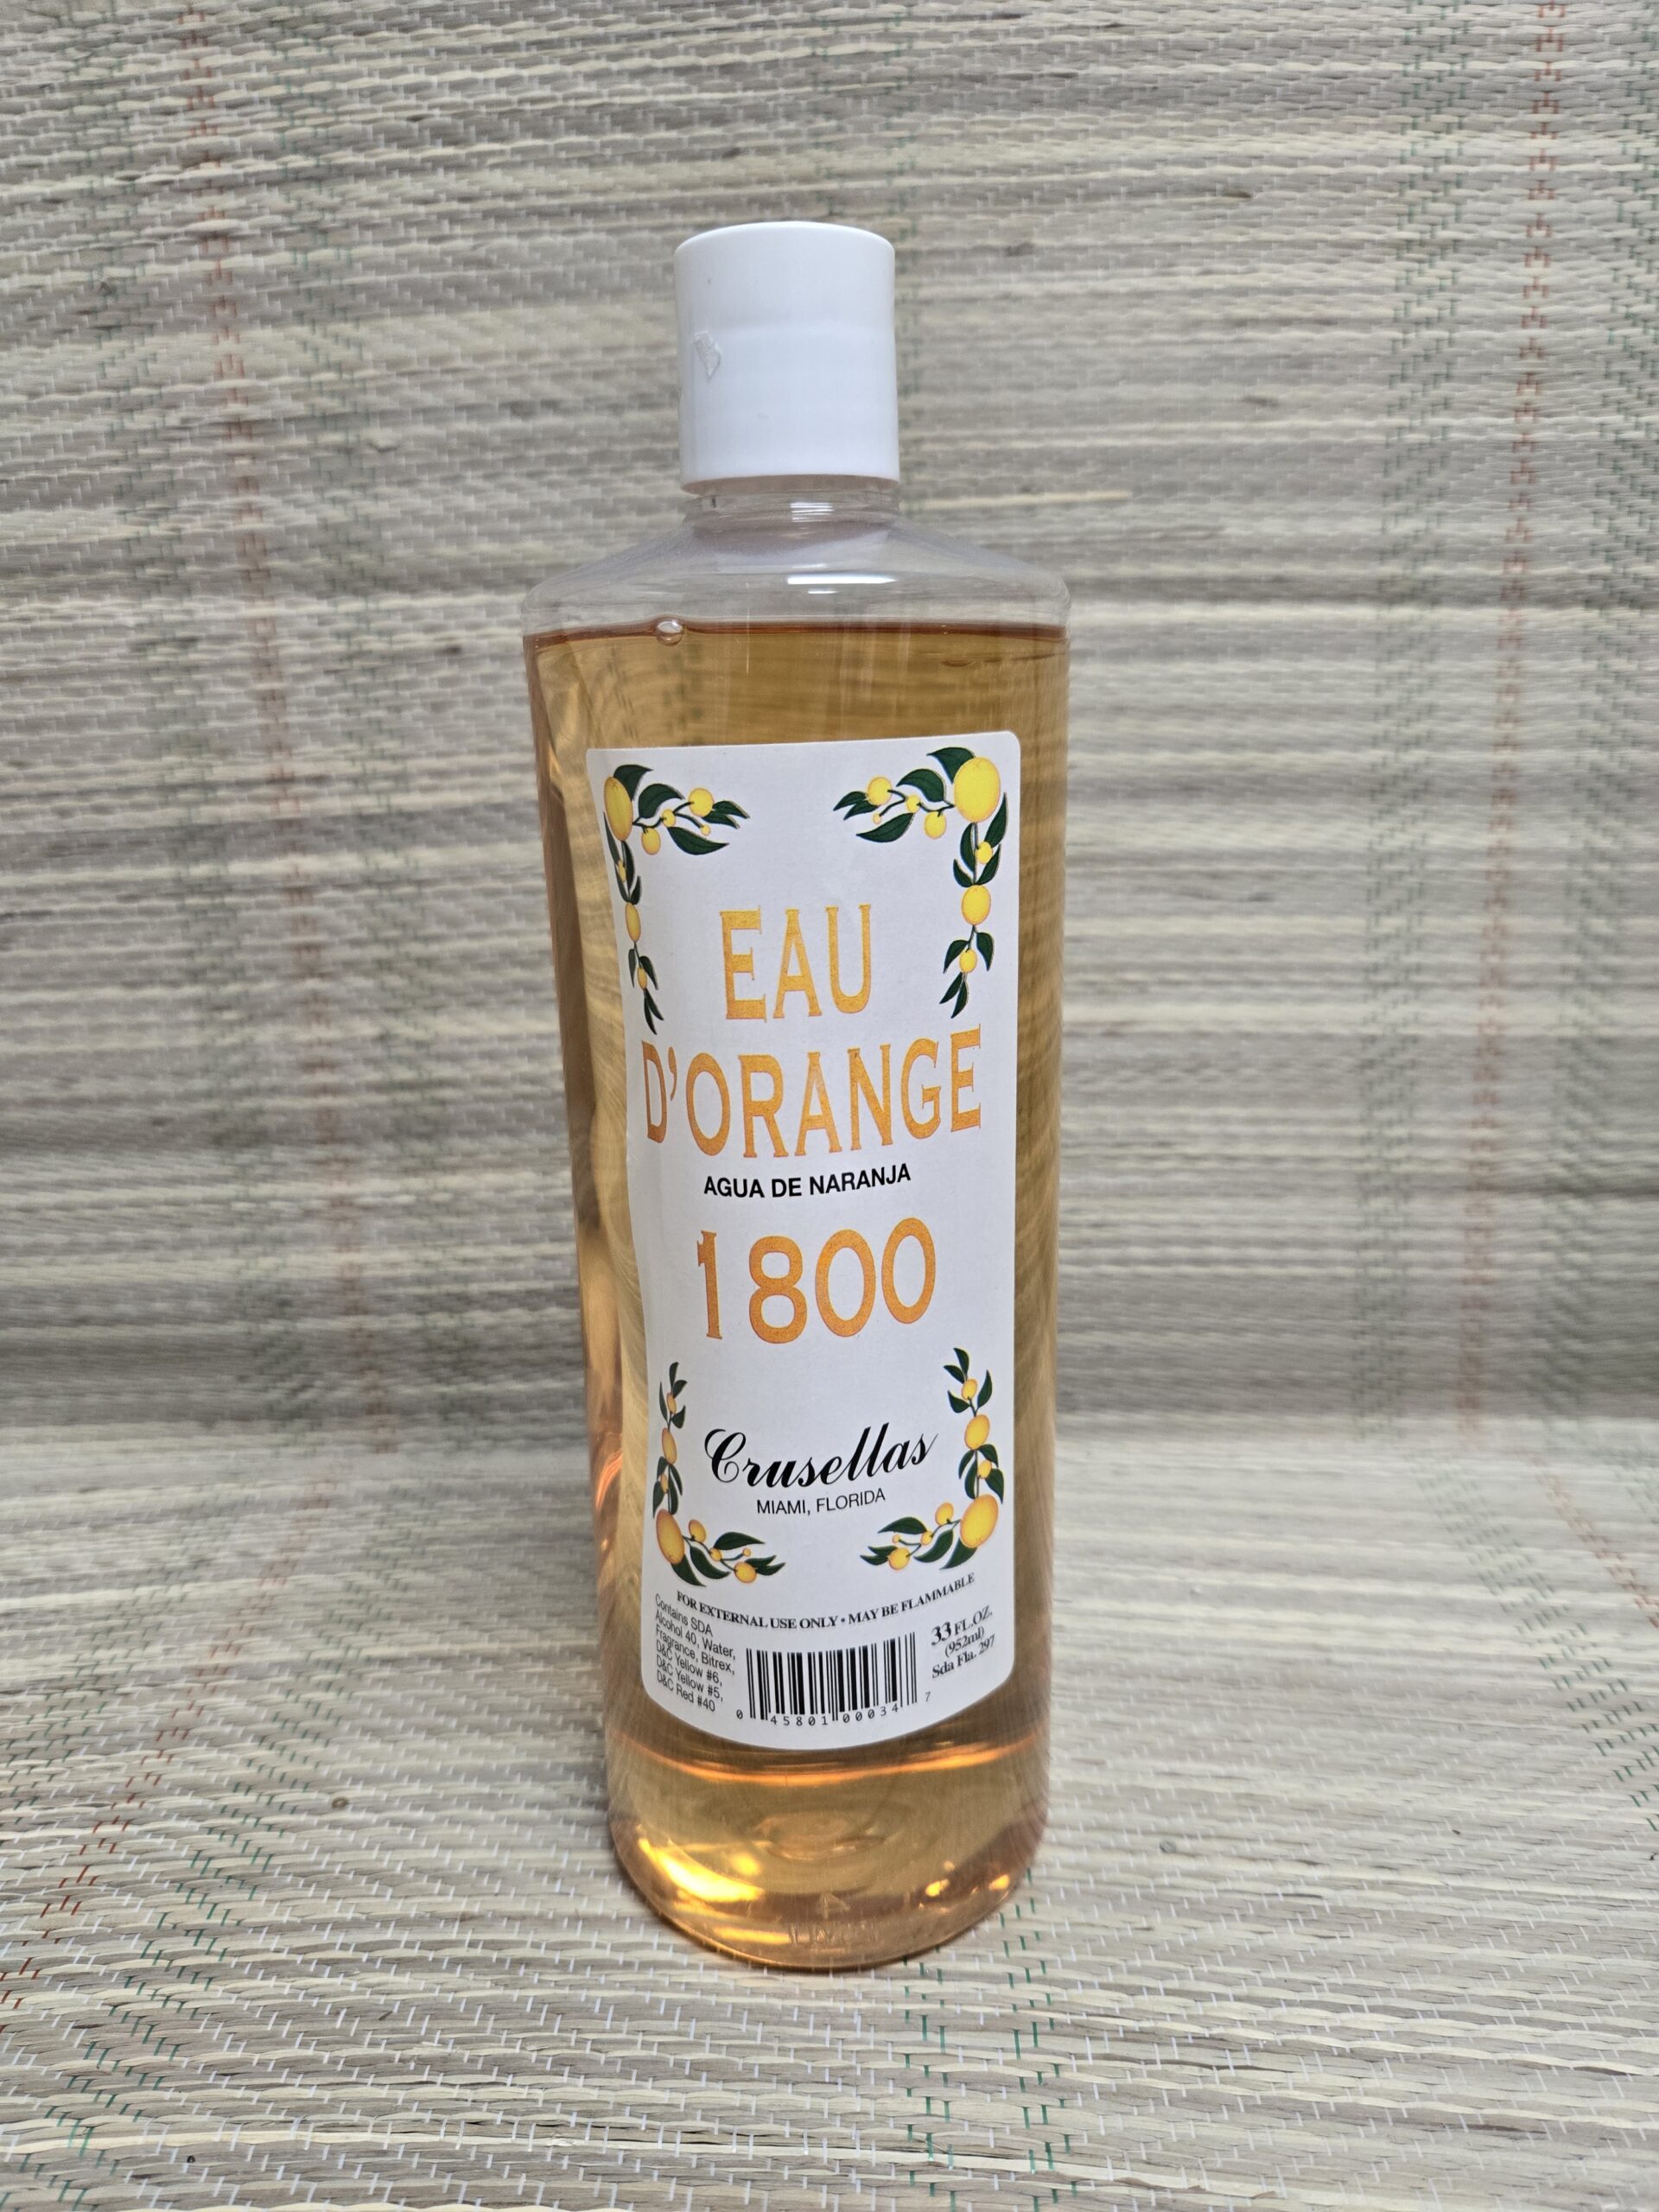 EAU
D'ORANGE
AGUA DE NARANJA
1800
Crusellas
MIAMI, FLORIDA
FOR EXTERNAL USE ONLY • MAY BE FLAMMABLE
Contains SDA
Alcohol 40, Water,
Fragrance, Bitrex,
D&C Yellow #6,
D&C Yellow #5,
D&C Red #40
0 45801 00034 7
33 FL.OZ.
(952ml)
Sda Fla. 297